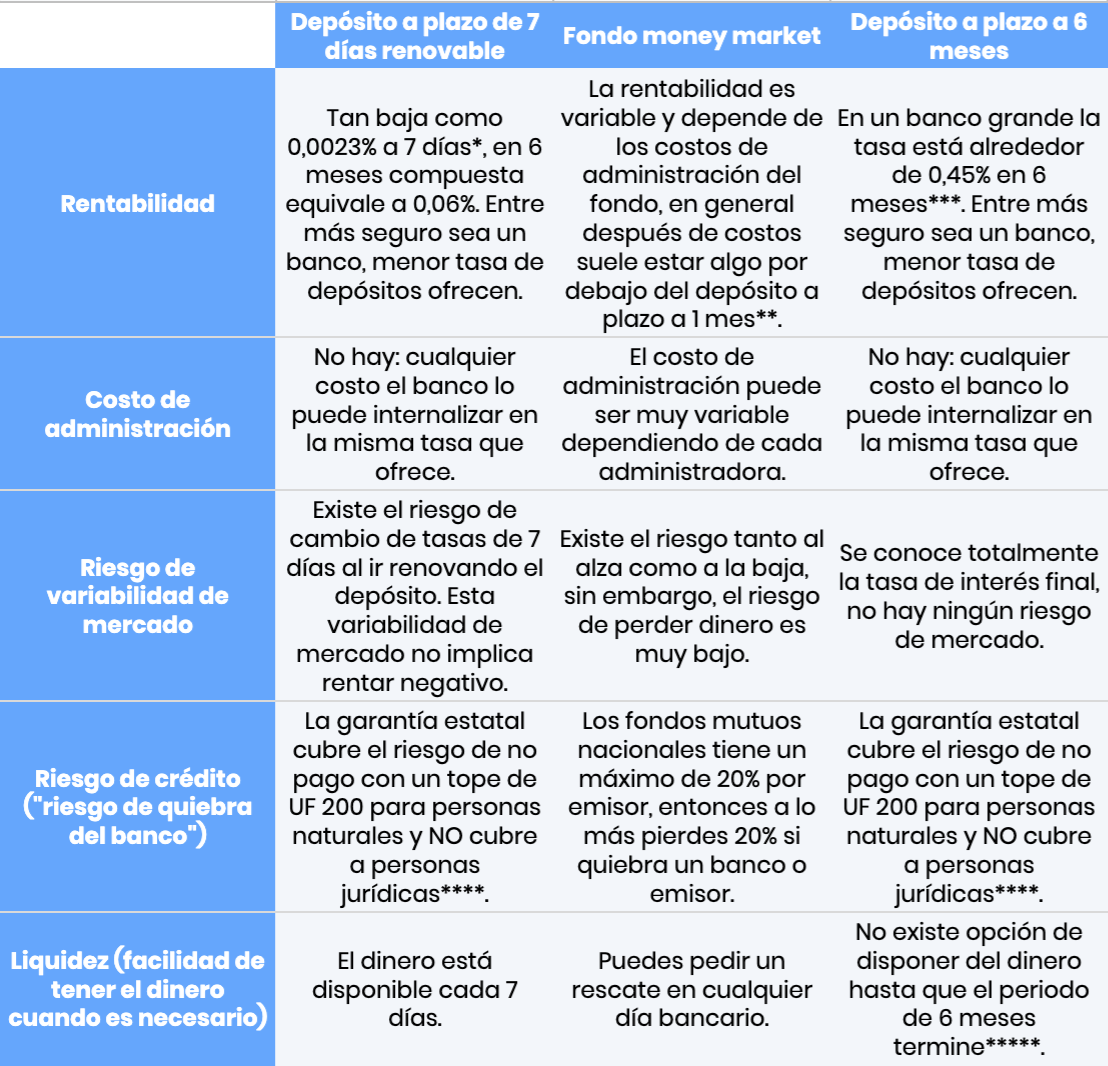 Depósito a plazo de 7
días renovable
Fondo money market
Depósito a plazo a 6
meses
Rentabilidad
Tan baja como
0,0023% a 7 días*, en 6
meses compuesta
equivale a 0,06%. Entre
más seguro sea un
banco, menor tasa de
depósitos ofrecen.
La rentabilidad es
variable y depende de
los costos de
administración del
fondo, en general
después de costos
suele estar algo por
debajo del depósito a
plazo a 1 mes**.
En un banco grande la
tasa está alrededor
de 0,45% en 6
meses***. Entre más
seguro sea un banco,
menor tasa de
depósitos ofrecen.
Costo de
administración
No hay: cualquier
costo el banco lo
puede internalizar en
la misma tasa que
ofrece.
El costo de
administración puede
ser muy variable
dependiendo de cada
administradora.
No hay: cualquier
costo el banco lo
puede internalizar en
la misma tasa que
ofrece.
Riesgo de
variabilidad de
mercado
Existe el riesgo de
cambio de tasas de 7
días al ir renovando el
depósito. Esta
variabilidad de
mercado no implica
rentar negativo.
Existe el riesgo tanto al
alza como a la baja,
sin embargo, el riesgo
de perder dinero es
muy bajo.
Se conoce totalmente
la tasa de interés final,
no hay ningún riesgo
de mercado.
Riesgo de crédito
("riesgo de quiebra
del banco")
La garantía estatal
cubre el riesgo de no
pago con un tope de
UF 200 para personas
naturales y NO cubre
a personas
jurídicas****.
Los fondos mutuos
nacionales tiene un
máximo de 20% por
emisor, entonces a lo
más pierdes 20% si
quiebra un banco o
emisor.
La garantía estatal
cubre el riesgo de no
pago con un tope de
UF 200 para personas
naturales y NO cubre
a personas
jurídicas****.
Liquidez (facilidad de
tener el dinero
cuando es necesario)
El dinero está
disponible cada 7
días.
Puedes pedir un
rescate en cualquier
día bancario.
No existe opción de
disponer del dinero
hasta que el periodo
de 6 meses
termine*****.